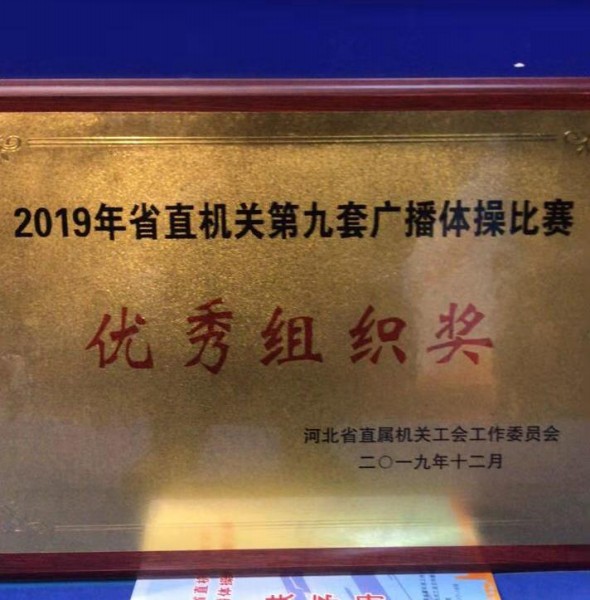 2019年省直机关第九套广播体操比赛
优秀组织奖
河北省直属机关工会工作委员会
二〇一九年十二月